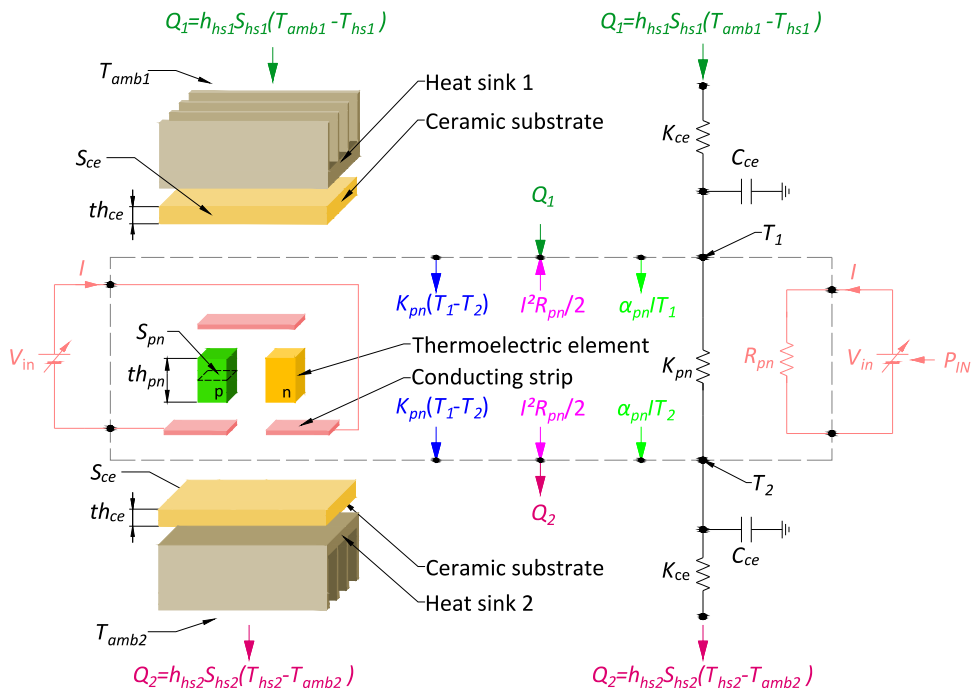 Q₁=hₕₛ₁Sₕₛ₁(Tₐₘb₁-Tₕₛ₁)
Q₁=hₕₛ₁Sₕₛ₁(Tₐₘb₁-Tₕₛ₁)
Tamb1
Heat sink 1
Ceramic substrate
Sce
thce
Kce
Cce
Q1
T1
I
Kpn(T1-T2)
I²Rpn/2
αpnIT1
I
Vin
Spn
thpn
p
n
Thermoelectric element
Conducting strip
Kpn
Rpn
Vin
PIN
Kpn(T1-T2)
I²Rpn/2
αpnIT2
Sce
thce
Q2
T2
Cce
Kce
Ceramic substrate
Heat sink 2
Tamb2
Q2=hhs2Shs2(Ths2-Tamb2)
Q2=hhs2Shs2(Ths2-Tamb2)